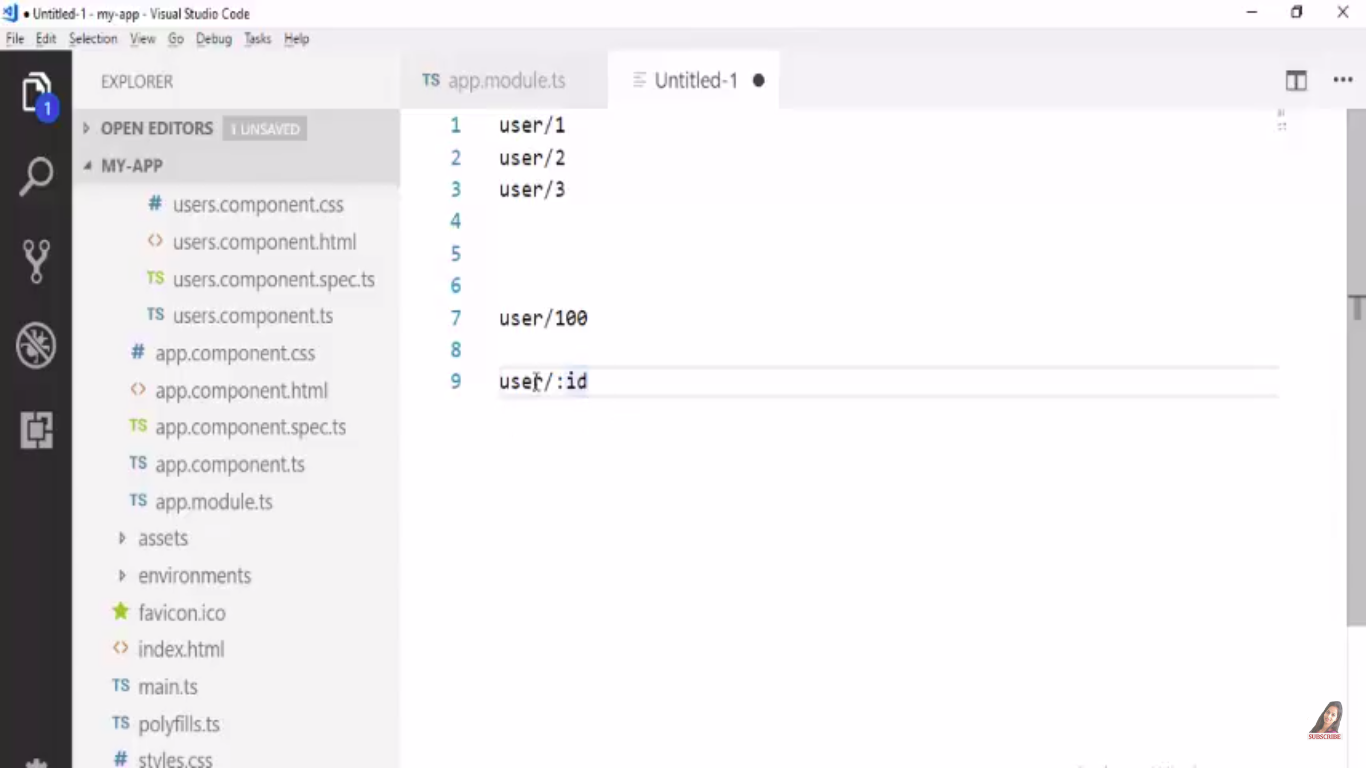 ● Untitled-1 - my-app - Visual Studio Code
File Edit Selection View Go Debug Tasks Help
EXPLORER
OPEN EDITORS 1 UNSAVED
MY-APP
# users.component.css
<> users.component.html
TS users.component.spec.ts
TS users.component.ts
# app.component.css
<> app.component.html
TS app.component.spec.ts
TS app.component.ts
TS app.module.ts
assets
environments
favicon.ico
<> index.html
TS main.ts
TS polyfills.ts
# styles.css
1
TS app.module.ts
Untitled-1 ●
1 user/1
2 user/2
3 user/3
4
5
6
7 user/100
8
9 user/:id
SUBSCRIBE